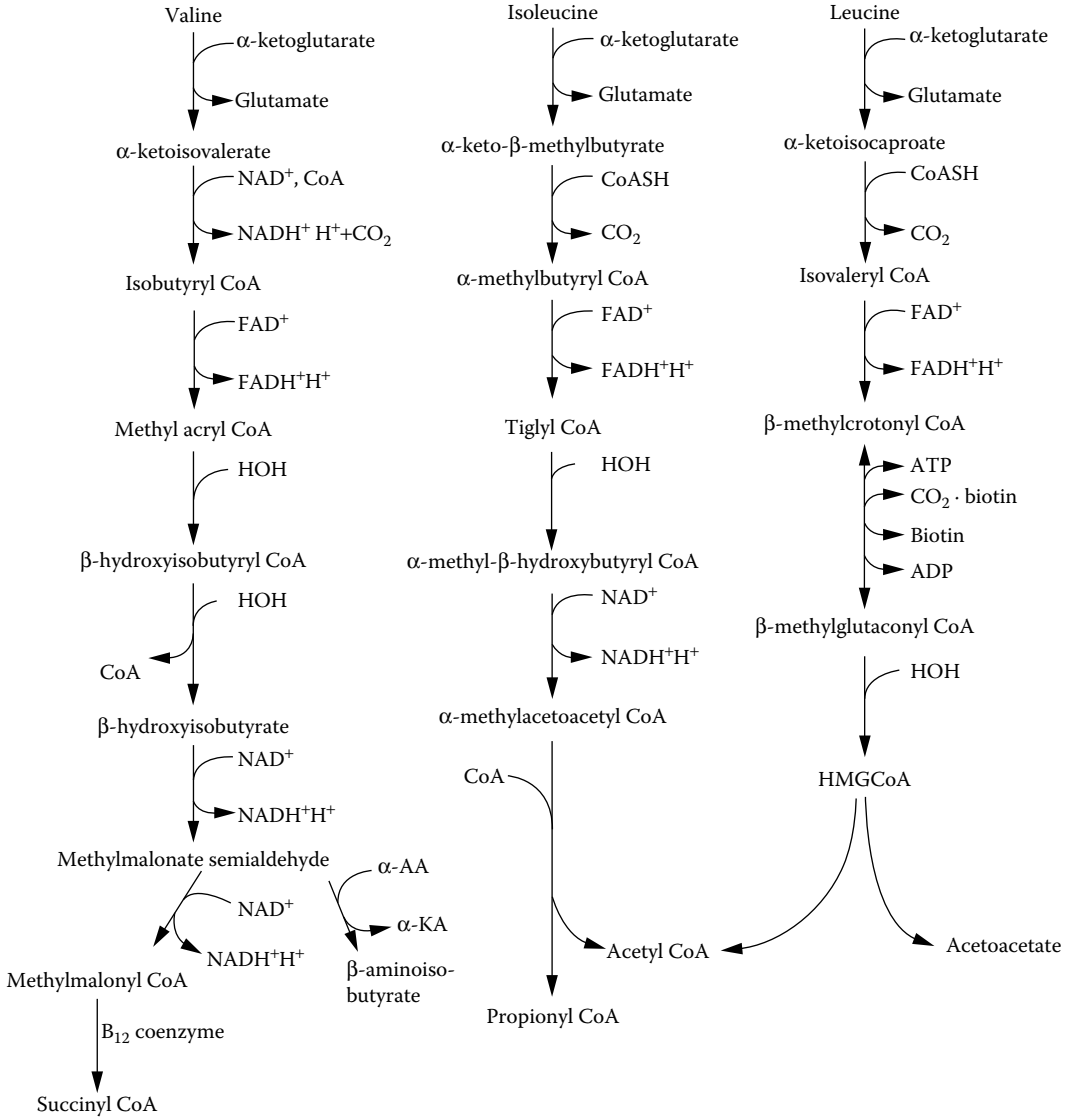 Valine
α-ketoglutarate
Glutamate
α-ketoisovalerate
NAD⁺, CoA
NADH⁺ H⁺+CO₂
Isobutyryl CoA
FAD⁺
FADH⁺H⁺
Methyl acryl CoA
HOH
β-hydroxyisobutyryl CoA
HOH
CoA
β-hydroxyisobutyrate
NAD⁺
NADH⁺H⁺
Methylmalonate semialdehyde
NAD⁺
NADH⁺H⁺
Methylmalonyl CoA
B₁₂ coenzyme
Succinyl CoA
α-AA
α-KA
β-aminoiso-
butyrate
Isoleucine
α-ketoglutarate
Glutamate
α-keto-β-methylbutyrate
CoASH
CO₂
α-methylbutyryl CoA
FAD⁺
FADH⁺H⁺
Tiglyl CoA
HOH
α-methyl-β-hydroxybutyryl CoA
NAD⁺
NADH⁺H⁺
α-methylacetoacetyl CoA
CoA
Acetyl CoA
Propionyl CoA
Leucine
α-ketoglutarate
Glutamate
α-ketoisocaproate
CoASH
CO₂
Isovaleryl CoA
FAD⁺
FADH⁺H⁺
β-methylcrotonyl CoA
ATP
CO₂ · biotin
Biotin
ADP
β-methylglutaconyl CoA
HOH
HMGCoA
Acetoacetate